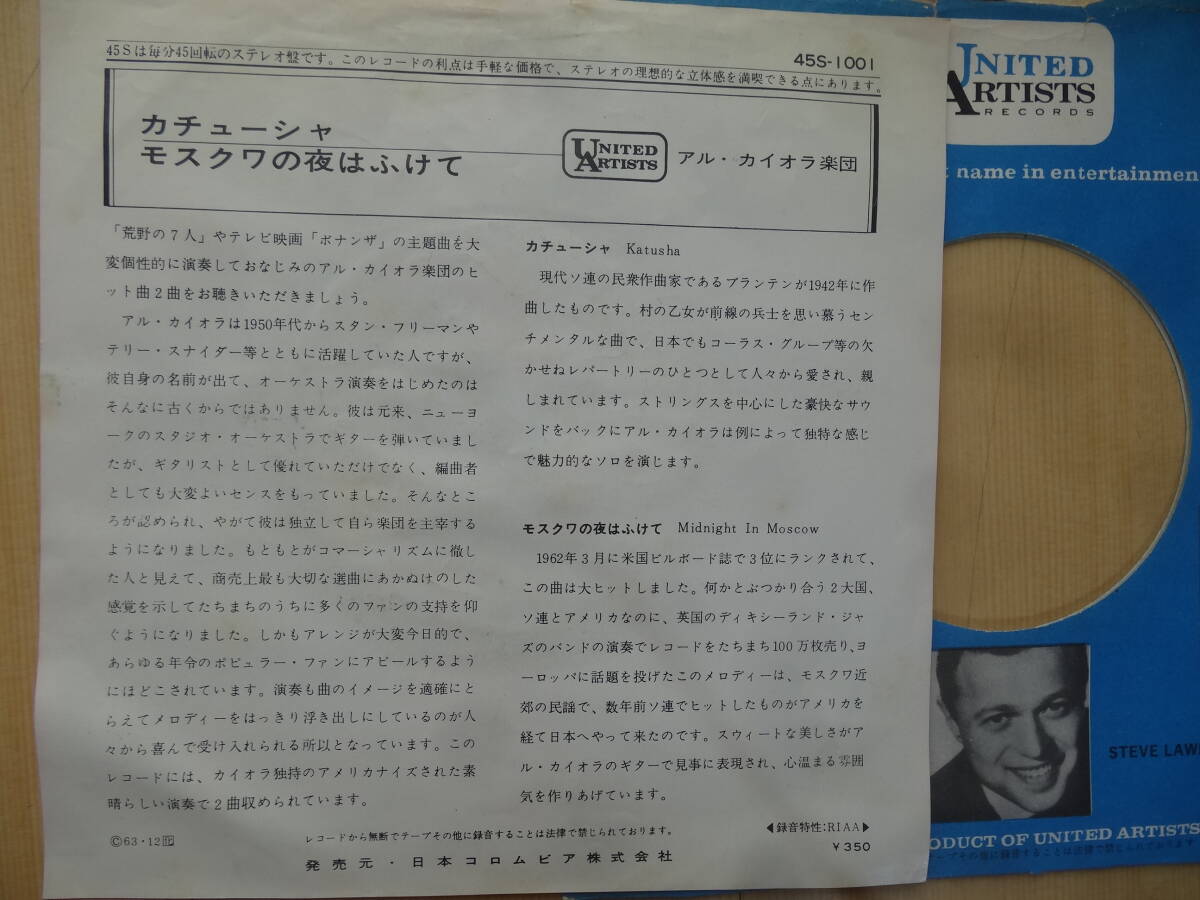 45Sは毎分45回転のステレオ盤です。このレコードの利点は手軽な価格で、ステレオの理想的な立体感を満喫できる点にあります。
45S-1001
カチューシャ
モスクワの夜はふけて
UNITED
ARTISTS
アル・カイオラ楽団
「荒野の7人」やテレビ映画「ボナンザ」の主題曲を大
変個性的に演奏しておなじみのアル・カイオラ楽団のヒ
ット曲2曲をお聴きいただきましょう。
アル・カイオラは1950年代からスタン・フリーマンや
テリー・スナイダー等とともに活躍していた人ですが、
彼自身の名前が出て、オーケストラ演奏をはじめたのは
そんなに古くからではありません。彼は元来、ニューヨ
ークのスタジオ・オーケストラでギターを弾いていまし
たが、ギタリストとして優れていただけでなく、編曲者
としても大変よいセンスをもっていました。そんなとこ
ろが認められ、やがて彼は独立して自ら楽団を主宰する
ようになりました。もともとがコマーシャリズムに徹し
た人と見えて、商売上最も大切な選曲にあかぬけのした
感覚を示してたちまちのうちに多くのファンの支持を仰
ぐようになりました。しかもアレンジが大変今日的で、
あらゆる年令のポピュラー・ファンにアピールするよう
にほどこされています。演奏も曲のイメージを適確にと
らえてメロディーをはっきり浮き出しにしているのが人
々から喜んで受け入れられる所以となっています。この
レコードには、カイオラ独持のアメリカナイズされた素
晴らしい演奏で2曲収められています。
カチューシャ Katusha
現代ソ連の民衆作曲家であるブランテンが1942年に作
曲したものです。村の乙女が前線の兵士を思い慕うセン
チメンタルな曲で、日本でもコーラス・グループ等の欠
かせねレパートリーのひとつとして人々から愛され、親
しまれています。ストリングスを中心にした豪快なサウ
ンドをバックにアル・カイオラは例によって独特な感じ
で魅力的なソロを演じます。
モスクワの夜はふけて Midnight In Moscow
1962年3月に米国ビルボード誌で3位にランクされて、
この曲は大ヒットしました。何かとぶつかり合う2大国、
ソ連とアメリカなのに、英国のディキシーランド・ジャ
ズのバンドの演奏でレコードをたちまち100万枚売り、ヨ
ーロッパに話題を投げたこのメロディーは、モスクワ近
郊の民謡で、数年前ソ連でヒットしたものがアメリカを
経て日本へやって来たのです。スウィートな美しさがア
ル・カイオラのギターで見事に表現され、心温まる雰囲
気を作りあげています。
©63・12
レコードから無断でテープその他に録音することは法律で禁じられております。
◀録音特性:RIAA▶
¥350
発売元・日本コロムビア株式会社
UNITED
ARTISTS
RECORDS
name in entertainmen
STEVE LAW
ODUCT OF UNITED ARTISTS
テープその他に録音することは法律で禁じられております